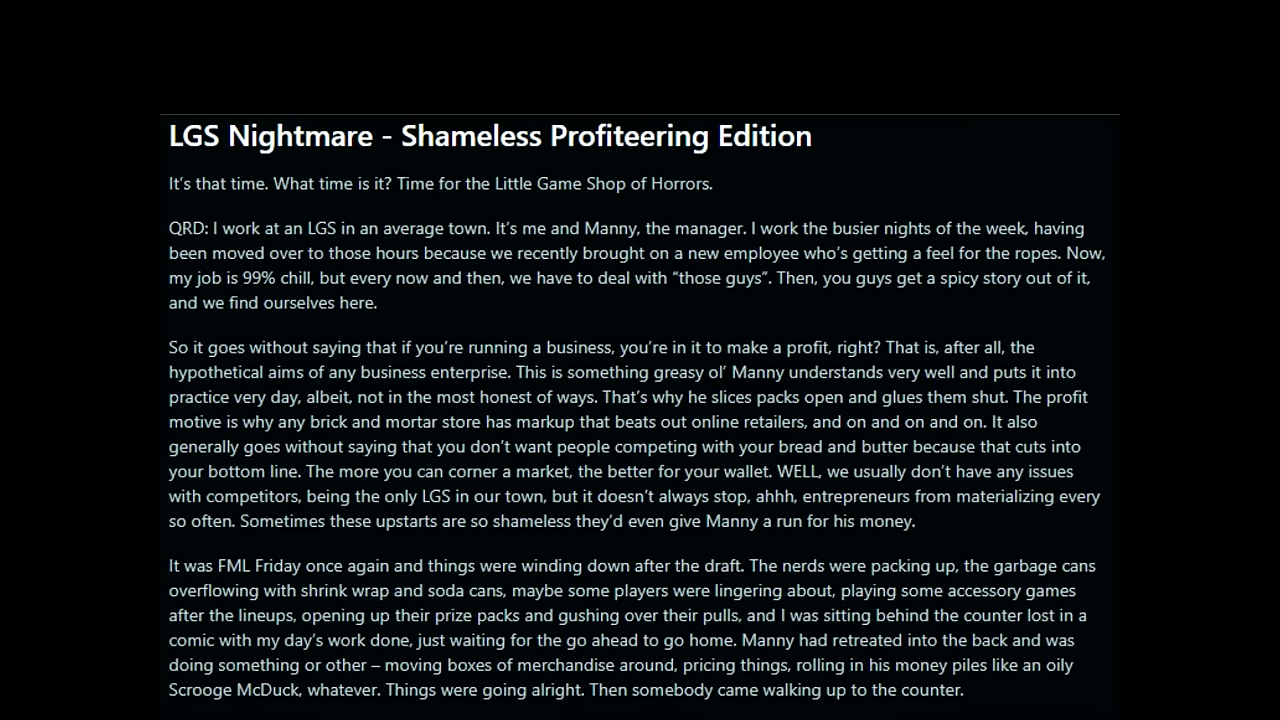 LGS Nightmare - Shameless Profiteering Edition
It's that time. What time is it? Time for the Little Game Shop of Horrors.
QRD: I work at an LGS in an average town. It's me and Manny, the manager. I work the busier nights of the week, having
been moved over to those hours because we recently brought on a new employee who's getting a feel for the ropes. Now,
my job is 99% chill, but every now and then, we have to deal with “those guys”. Then, you guys get a spicy story out of it,
and we find ourselves here.
So it goes without saying that if you're running a business, you're in it to make a profit, right? That is, after all, the
hypothetical aims of any business enterprise. This is something greasy ol' Manny understands very well and puts it into
practice very day, albeit, not in the most honest of ways. That's why he slices packs open and glues them shut. The profit
motive is why any brick and mortar store has markup that beats out online retailers, and on and on and on. It also
generally goes without saying that you don't want people competing with your bread and butter because that cuts into
your bottom line. The more you can corner a market, the better for your wallet. WELL, we usually don't have any issues
with competitors, being the only LGS in our town, but it doesn't always stop, ahhh, entrepreneurs from materializing every
so often. Sometimes these upstarts are so shameless they'd even give Manny a run for his money.
It was FML Friday once again and things were winding down after the draft. The nerds were packing up, the garbage cans
overflowing with shrink wrap and soda cans, maybe some players were lingering about, playing some accessory games
after the lineups, opening up their prize packs and gushing over their pulls, and I was sitting behind the counter lost in a
comic with my day's work done, just waiting for the go ahead to go home. Manny had retreated into the back and was
doing something or other – moving boxes of merchandise around, pricing things, rolling in his money piles like an oily
Scrooge McDuck, whatever. Things were going alright. Then somebody came walking up to the counter.